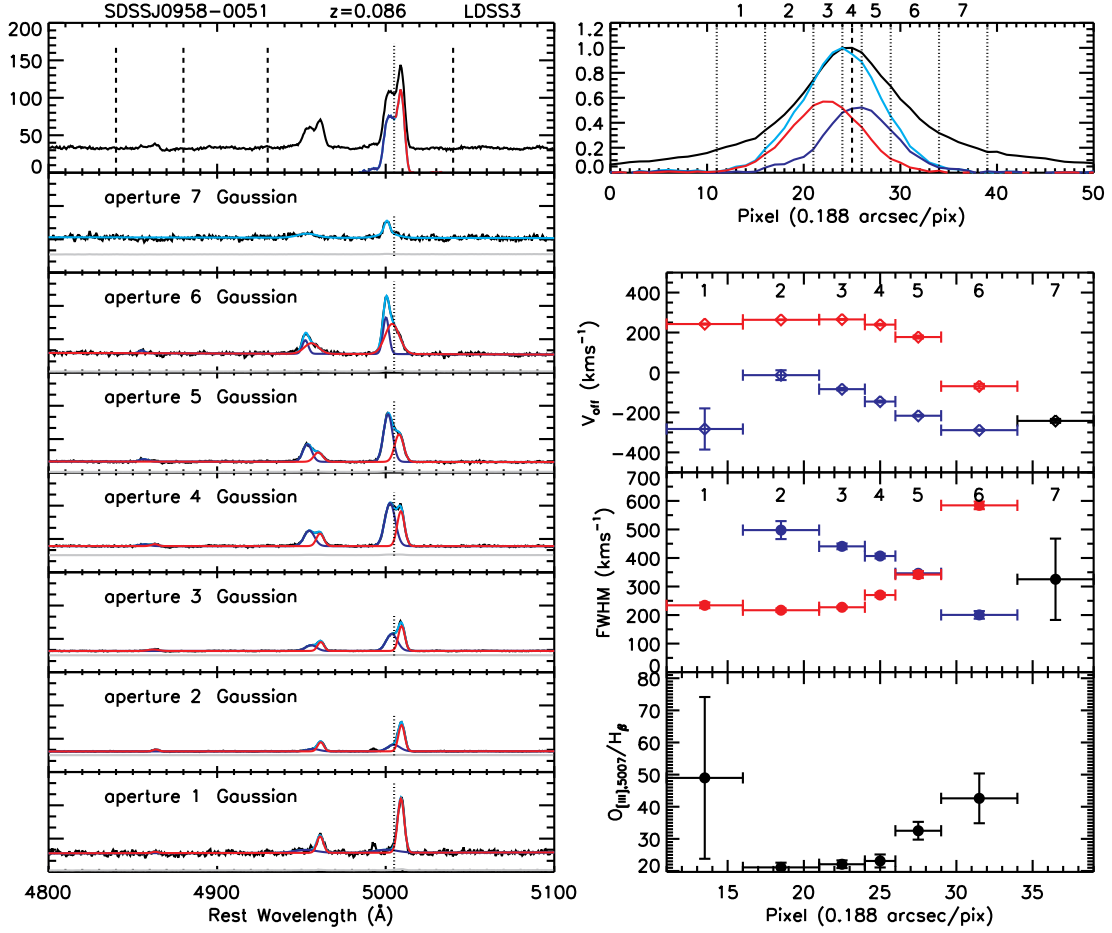 SDSSJ0958−0051 z=0.086 LDSS3
200
150
100
50
0
aperture 7 Gaussian
aperture 6 Gaussian
aperture 5 Gaussian
aperture 4 Gaussian
aperture 3 Gaussian
aperture 2 Gaussian
aperture 1 Gaussian
4800 4900 5000 5100
Rest Wavelength (Å)
1 2 3 4 5 6 7
1.2
1.0
0.8
0.6
0.4
0.2
0.0
0 10 20 30 40 50
Pixel (0.188 arcsec/pix)
1 2 3 4 5 6 7
400
200
0
−200
−400
Voff (kms−1)
1 2 3 4 5 6 7
700
600
500
400
300
200
100
0
FWHM (kms−1)
80
70
60
50
40
30
20
O[III],5007/Hβ
15 20 25 30 35
Pixel (0.188 arcsec/pix)